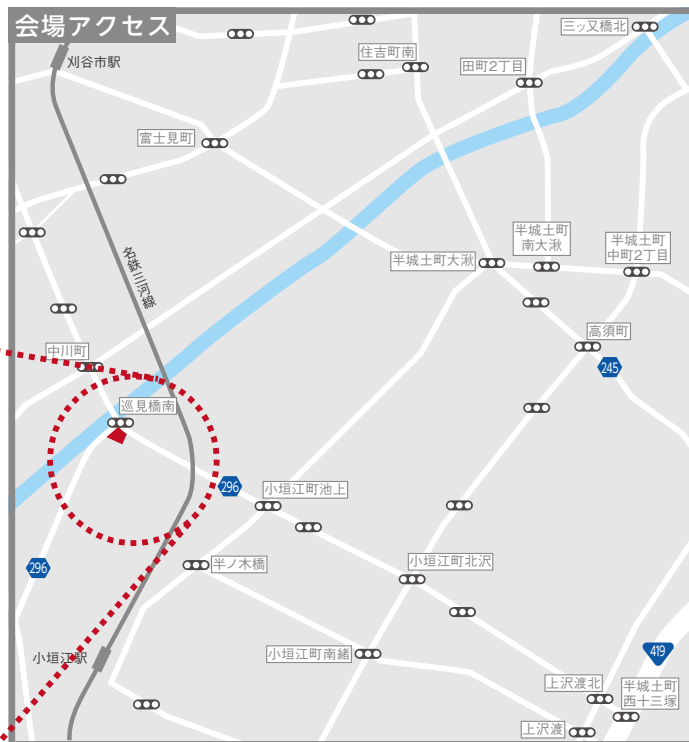 会場アクセス
刈谷市駅
三ッ又橋北
住吉町南
田町2丁目
富士見町
半城土町
南大湫
半城土町
中町2丁目
半城土町大湫
名鉄三河線
高須町
中川町
245
巡見橋南
296
小垣江町池上
半ノ木橋
小垣江町北沢
296
小垣江駅
小垣江町南緒
419
上沢渡北
半城土町
西十三塚
上沢渡